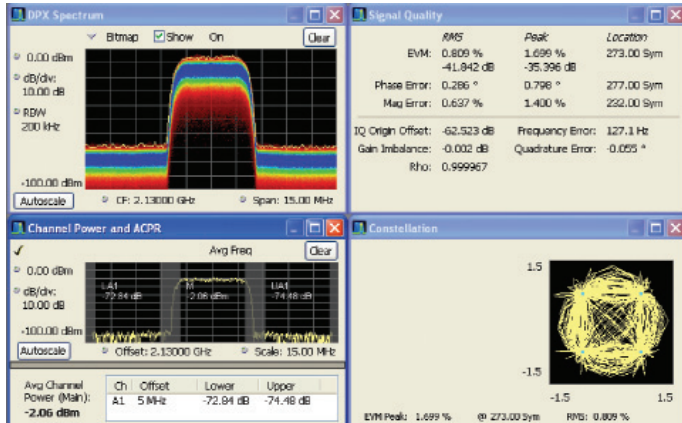 DPX Spectrum
Bitmap Show On Clear
0.00 dBm
dB/div:
10.00 dB
RBW
200 kHz
-100.00 dBm
Autoscale CF: 2.13000 GHz Span: 15.00 MHz
Signal Quality
RMS Peak Location
EVM: 0.809 % 1.699 % 273.00 Sym
-41.842 dB -35.396 dB
Phase Error: 0.286 ° 0.798 ° 277.00 Sym
Mag Error: 0.637 % 1.400 % 232.00 Sym
IQ Origin Offset: -62.523 dB Frequency Error: 127.1 Hz
Gain Imbalance: -0.002 dB Quadrature Error: -0.055 °
Rho: 0.999967
Channel Power and ACPR
Avg Freq Clear
0.00 dBm
dB/div:
10.00 dB
LA1 M UA1
-72.84 dB -2.06 dBm -74.48 dB
-100.00 dBm
Autoscale Offset: 2.13000 GHz Scale: 15.00 MHz
Avg Channel
Power (Main):
-2.06 dBm
Ch Offset Lower Upper
A1 5 MHz -72.84 dB -74.48 dB
Constellation
1.5
-1.5
-1.5 1.5
EVM Peak: 1.699 % @ 273.00 Sym RMS: 0.809 %